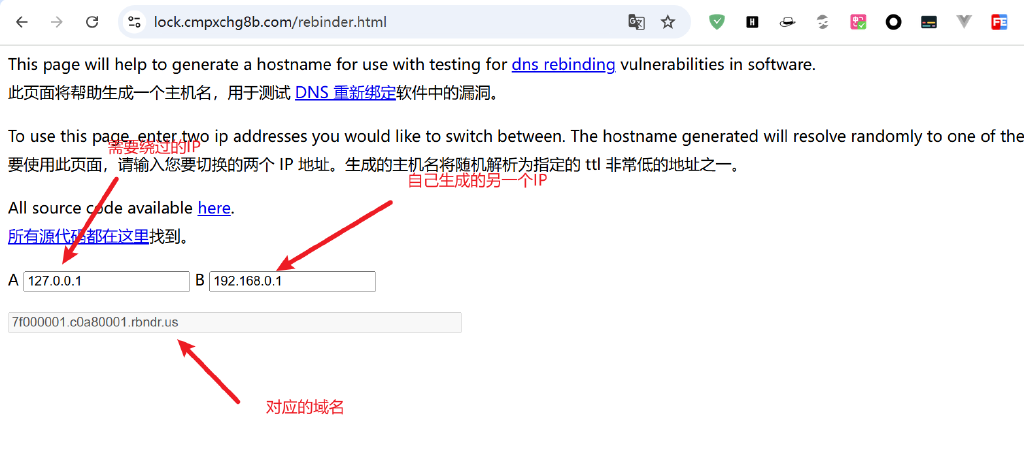 lock.cmpxchg8b.com/rebinder.html
This page will help to generate a hostname for use with testing for dns rebinding vulnerabilities in software.
此页面将帮助生成一个主机名，用于测试 DNS 重新绑定软件中的漏洞。
To use this page, enter two ip addresses you would like to switch between. The hostname generated will resolve randomly to one of the
需要绕过的IP
要使用此页面，请输入您要切换的两个 IP 地址。生成的主机名将随机解析为指定的 ttl 非常低的地址之一。
自己生成的另一个IP
All source code available here.
所有源代码都在这里找到。
A 127.0.0.1 B 192.168.0.1
7f000001.c0a80001.rbndr.us
对应的域名